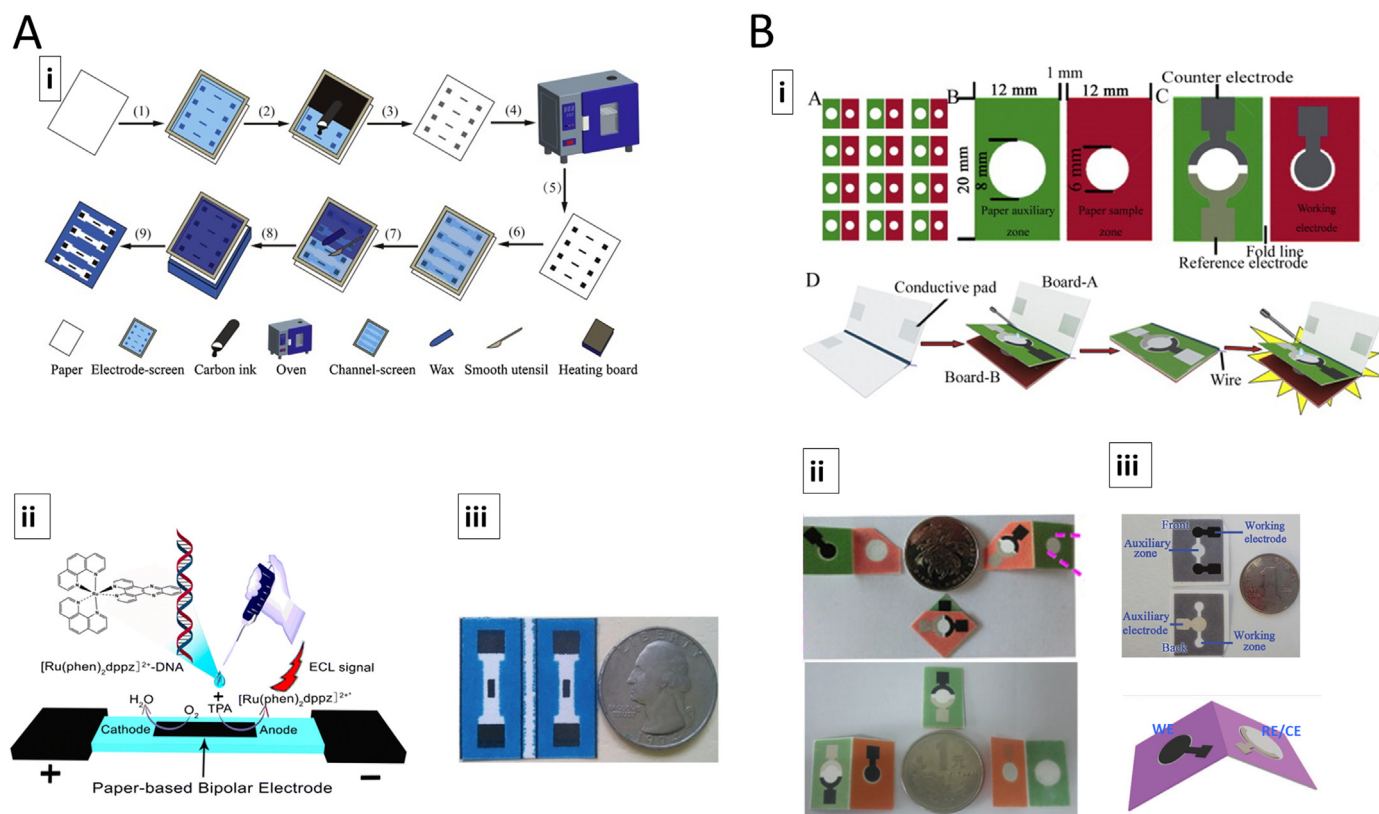 A
i
(1)
(2)
(3)
(4)
(5)
(6)
(7)
(8)
(9)
Paper
Electrode-screen
Carbon ink
Oven
Channel-screen
Wax
Smooth utensil
Heating board
ii
[Ru(phen)₂dppz]²⁺-DNA
ECL signal
+
TPA
[Ru(phen)₂dppz]²⁺*
H₂O
O₂
Cathode
Anode
+
−
Paper-based Bipolar Electrode
iii
LIBERTY
B
i
A
B
12 mm
1 mm
12 mm
C
Counter electrode
20 mm
8 mm
6 mm
Paper auxiliary
zone
Paper sample
zone
Working
electrode
Fold line
Reference electrode
D
Conductive pad
Board-A
Board-B
Wire
ii
1
元
iii
Front
Working
electrode
Auxiliary
zone
1
Auxiliary
electrode
Back
Working
zone
WE
RE/CE